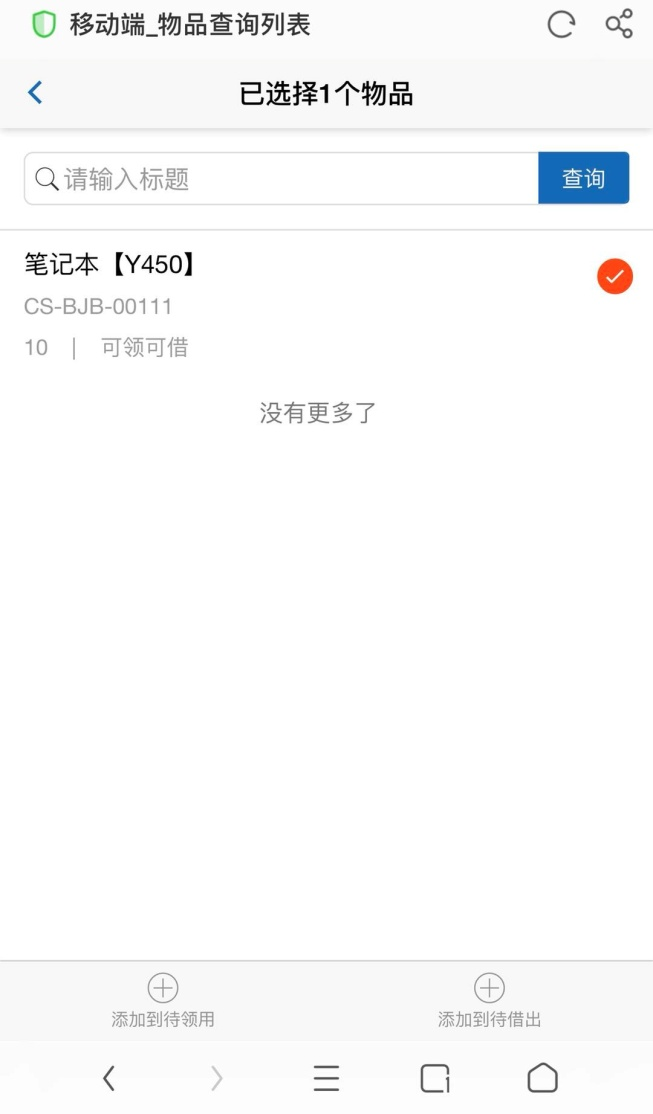 移动端_物品查询列表
已选择1个物品
请输入标题
查询
笔记本【Y450】
CS-BJB-00111
10 | 可领可借
没有更多了
添加到待领用
添加到待借出
1